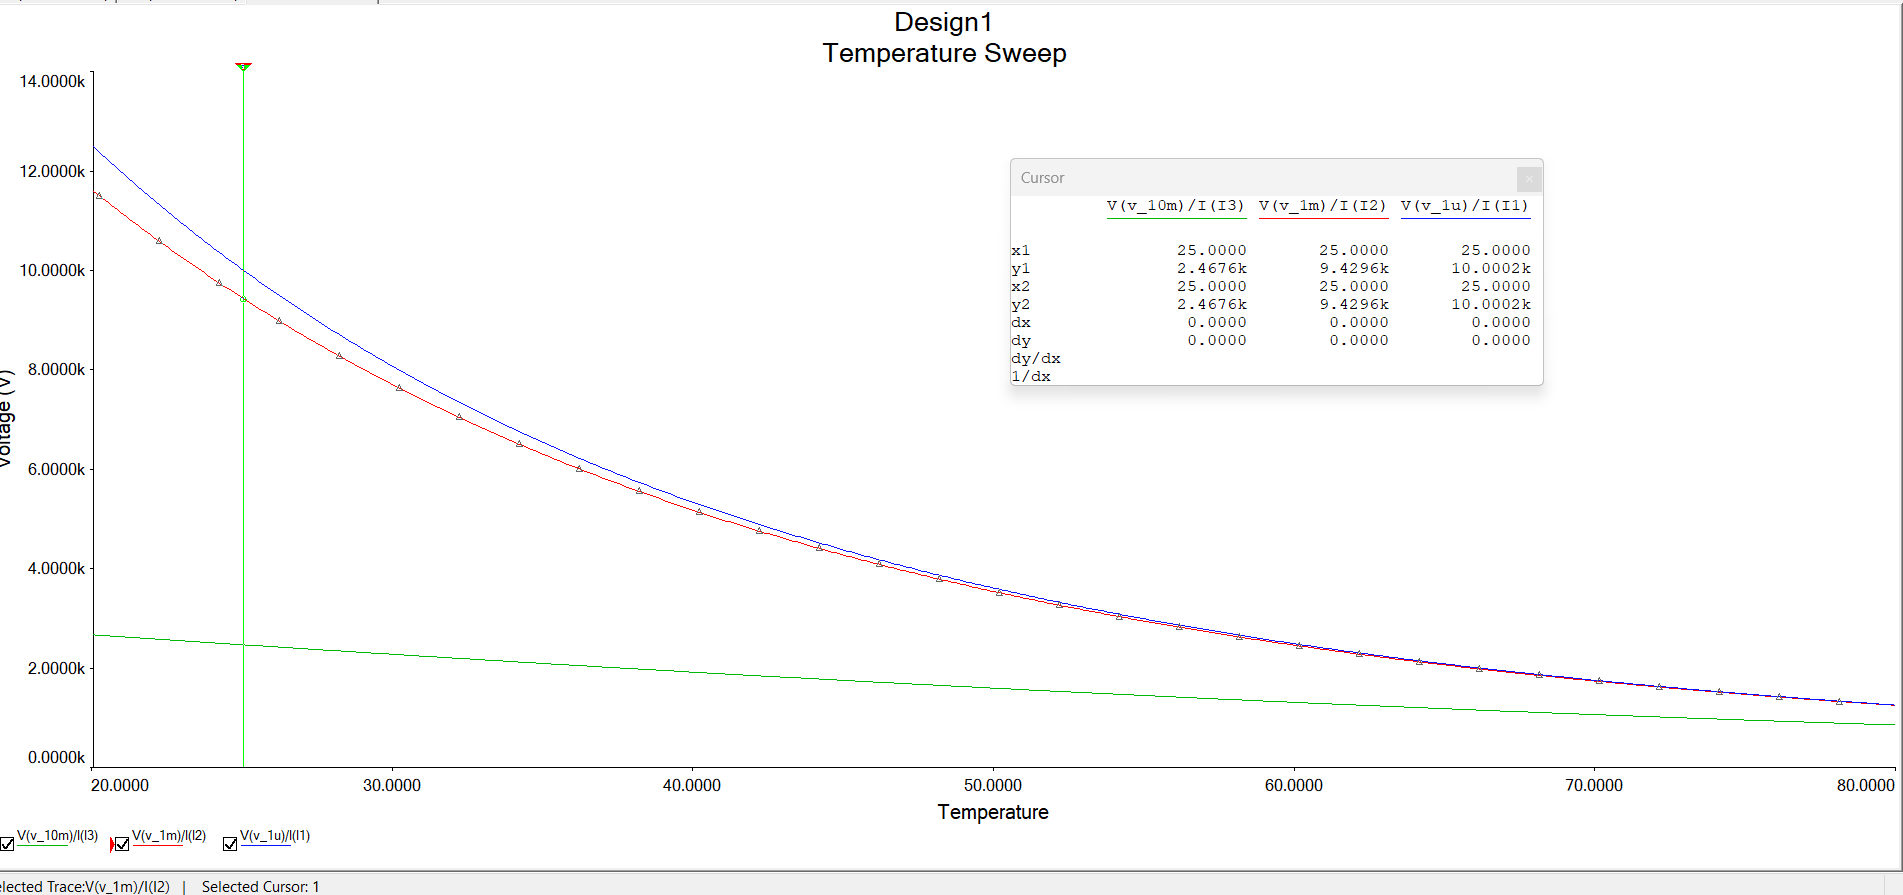 Design1
Temperature Sweep
14.0000k
12.0000k
10.0000k
8.0000k
6.0000k
4.0000k
2.0000k
0.0000k
Voltage (V)
20.0000 30.0000 40.0000 50.0000 60.0000 70.0000 80.0000
Temperature
Cursor
V(v_10m)/I(I3) V(v_1m)/I(I2) V(v_1u)/I(I1)
x1 25.0000 25.0000 25.0000
y1 2.4676k 9.4296k 10.0002k
x2 25.0000 25.0000 25.0000
y2 2.4676k 9.4296k 10.0002k
dx 0.0000 0.0000 0.0000
dy 0.0000 0.0000 0.0000
dy/dx
1/dx
V(v_10m)/I(I3) V(v_1m)/I(I2) V(v_1u)/I(I1)
elected Trace:V(v_1m)/I(I2) | Selected Cursor: 1